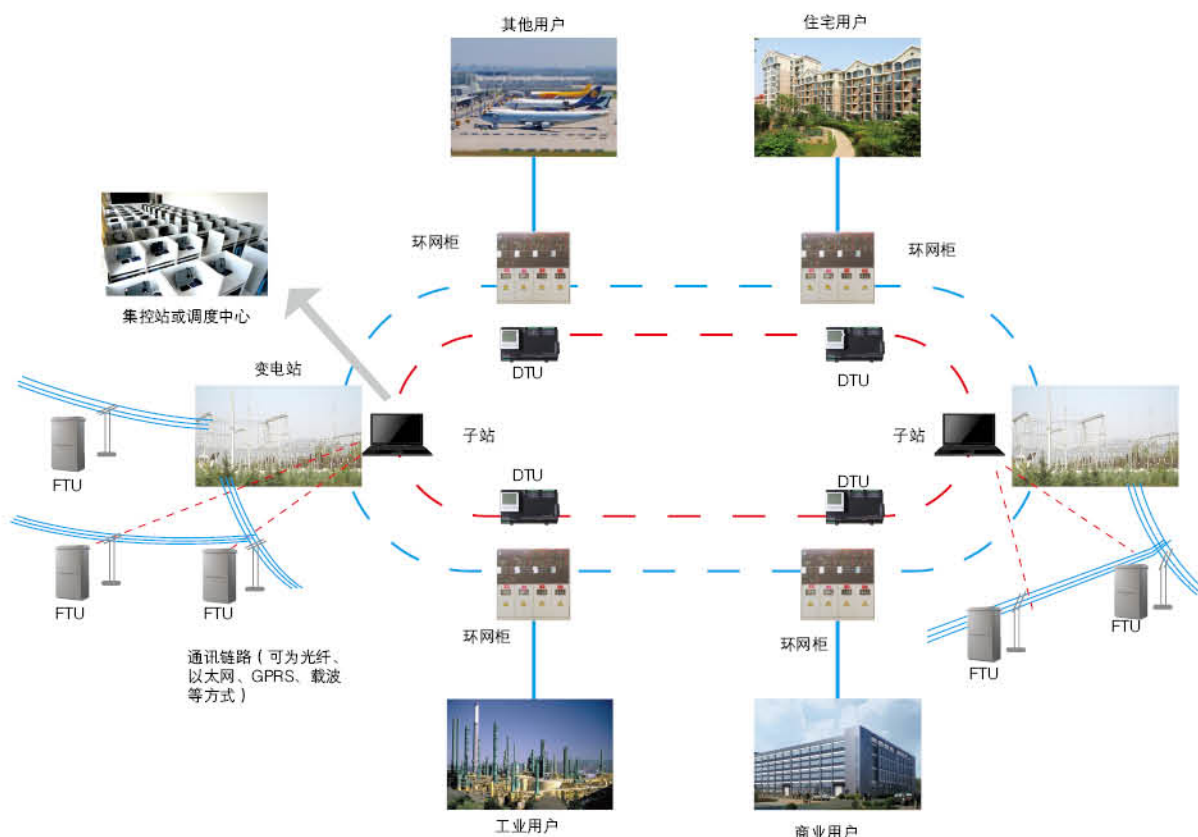 其他用户
住宅用户
环网柜
环网柜
集控站或调度中心
DTU
DTU
变电站
子站
子站
FTU
DTU
DTU
FTU
FTU
FTU
FTU
环网柜
环网柜
通讯链路（可为光纤、
以太网、GPRS、载波
等方式）
工业用户
商业用户